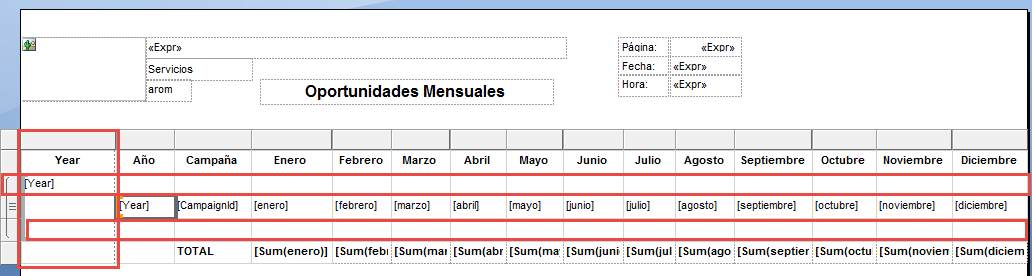 «Expr»
Página: «Expr»
Servicios
Fecha: «Expr»
arom
Oportunidades Mensuales
Hora: «Expr»
Year Año Campaña Enero Febrero Marzo Abril Mayo Junio Julio Agosto Septiembre Octubre Noviembre Diciembre
[Year]
[Year] [CampaignId] [enero] [febrero] [marzo] [abril] [mayo] [junio] [julio] [agosto] [septiembre] [octubre] [noviembre] [diciembre]
TOTAL [Sum(enero)] [Sum(feb [Sum(mar [Sum(abr [Sum(may [Sum(juni [Sum(jul [Sum(ago [Sum(septier [Sum(octu [Sum(noviem [Sum(diciem